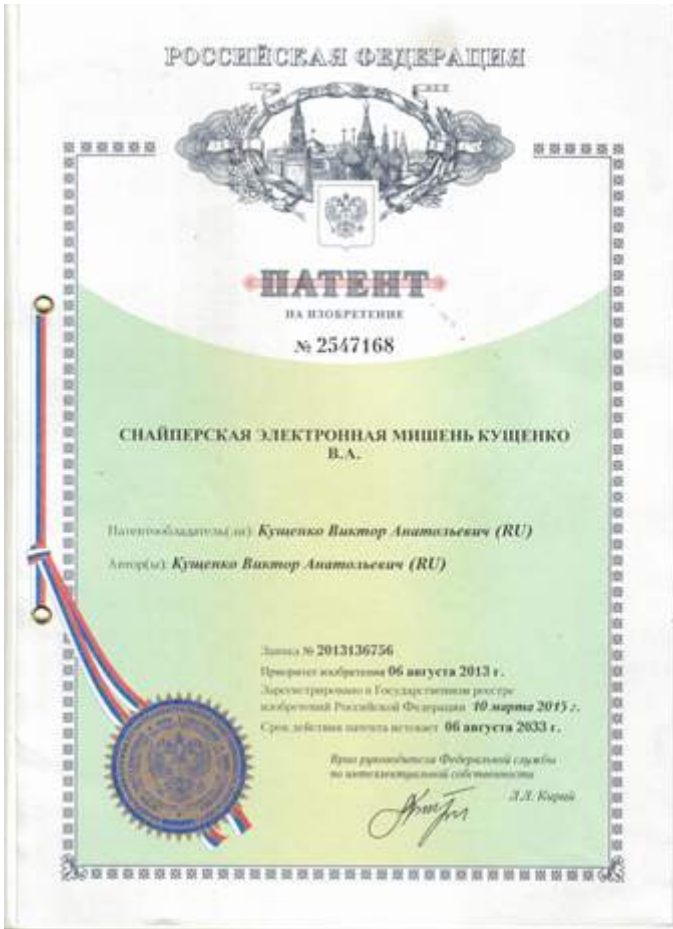 РОССИЙСКАЯ ФЕДЕРАЦИЯ
ПАТЕНТ
НА ИЗОБРЕТЕНИЕ
№ 2547168
СНАЙПЕРСКАЯ ЭЛЕКТРОННАЯ МИШЕНЬ КУЩЕНКО
В.А.
Патентообладатель(ли): Кущенко Виктор Анатольевич (RU)
Автор(ы): Кущенко Виктор Анатольевич (RU)
Заявка № 2013136756
Приоритет изобретения 06 августа 2013 г.
Зарегистрировано в Государственном реестре
изобретений Российской Федерации 10 марта 2015 г.
Срок действия патента истекает 06 августа 2033 г.
Врио руководителя Федеральной службы
по интеллектуальной собственности
Л.Л. Кирий